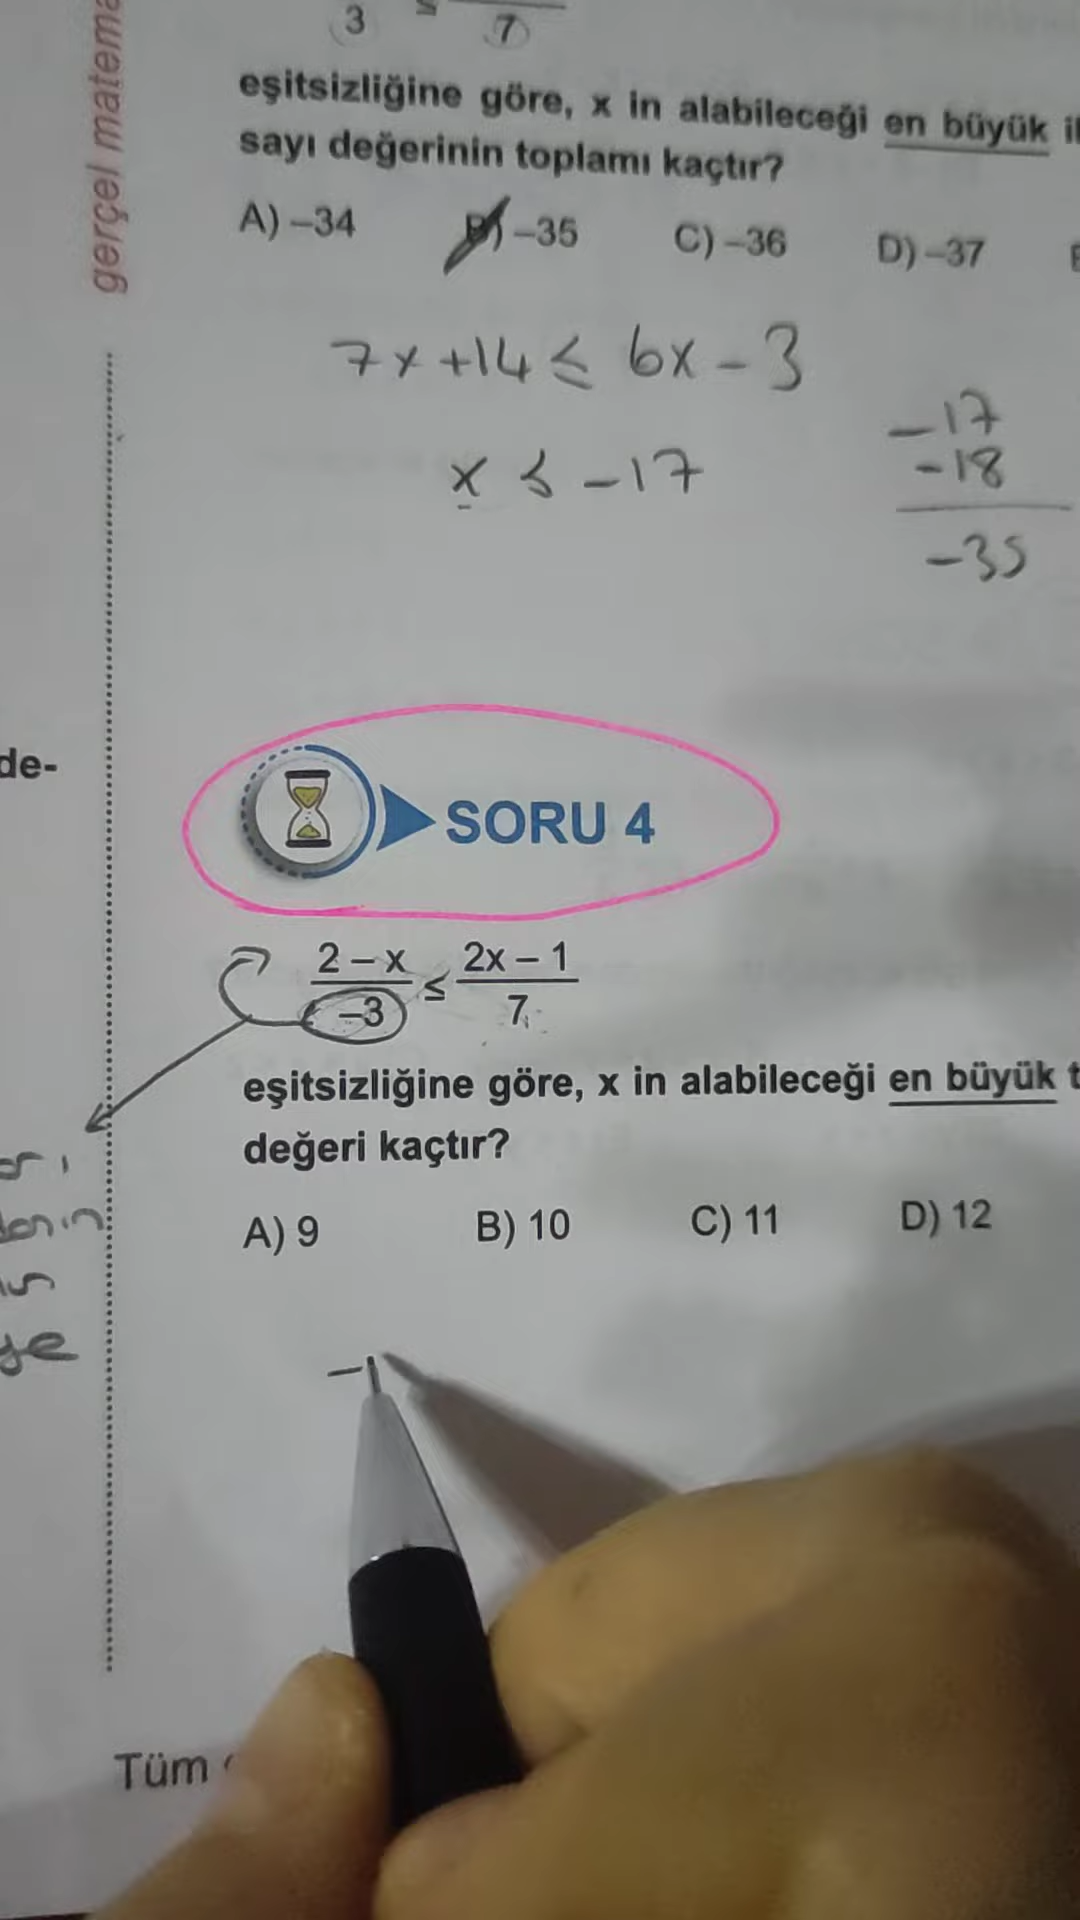 3 ≤ 7
gerçel matema
eşitsizliğine göre, x in alabileceği en büyük
sayı değerinin toplamı kaçtır?
A) –34 B) –35 C) –36 D) –37
7x + 14 ≤ 6x – 3
–17
x ≤ –17
–18
–35
de-
SORU 4
2 – x / –3 ≤ 2x – 1 / 7
eşitsizliğine göre, x in alabileceği en büyük t
değeri kaçtır?
A) 9 B) 10 C) 11 D) 12
ye
Tüm